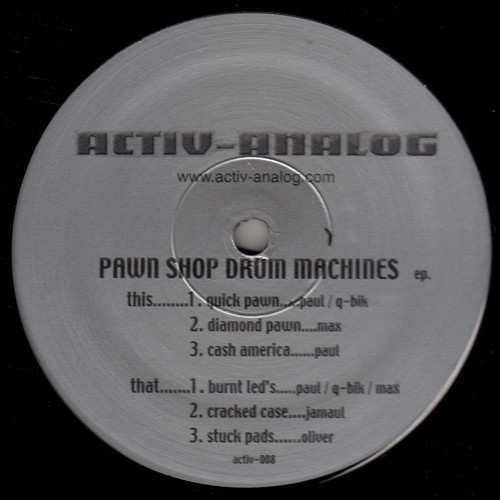 ACTIV-ANALOG
www.activ-analog.com
PAWN SHOP DRUM MACHINES ep.
this........1. quick pawn.....paul / q-bik
2. diamond pawn....max
3. cash america......paul
that.......1. burnt led's.....paul / q-bik / max
2. cracked case....jamaul
3. stuck pads......oliver
activ-008